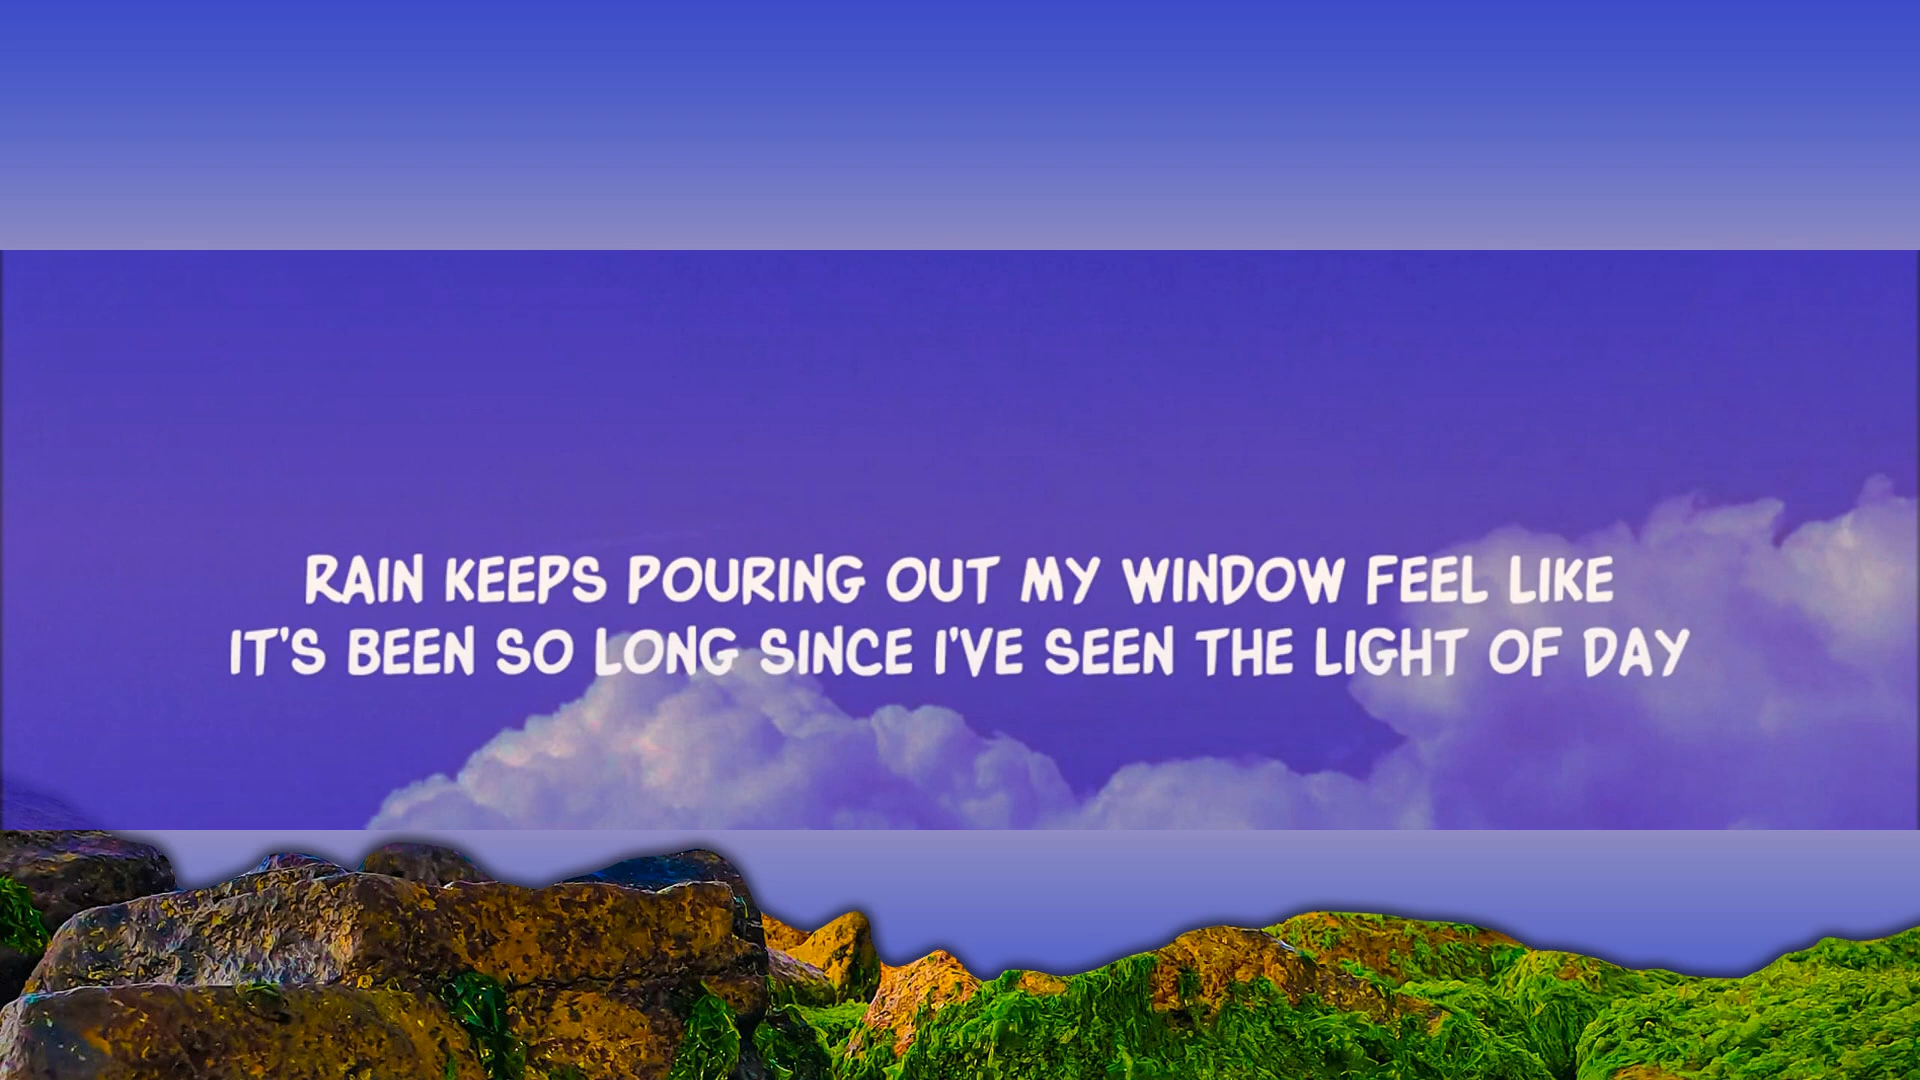 RAIN KEEPS POURING OUT MY WINDOW FEEL LIKE
IT'S BEEN SO LONG SINCE I'VE SEEN THE LIGHT OF DAY